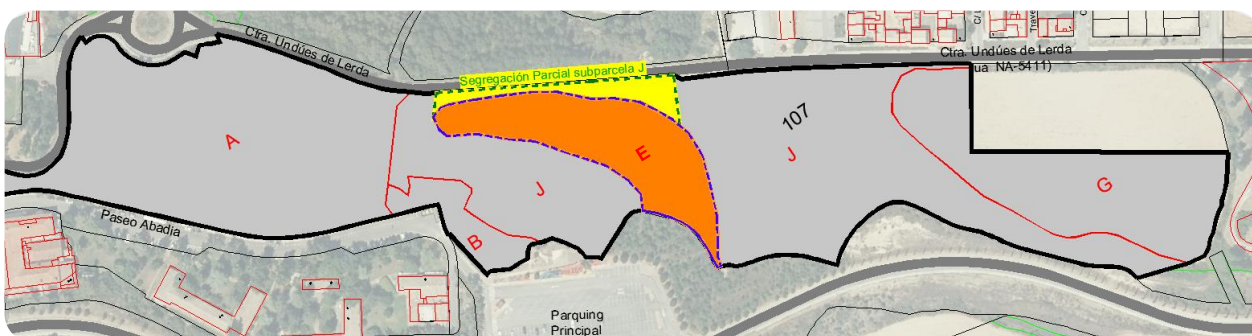 Ctra. Undúes de Lerda
Segregación Parcial subparcela J
Ctra. Undúes de Lerda
ua NA-5411)
C/
Trave
107
A
E
J
J
G
B
Paseo Abadia
Parquing
Principal